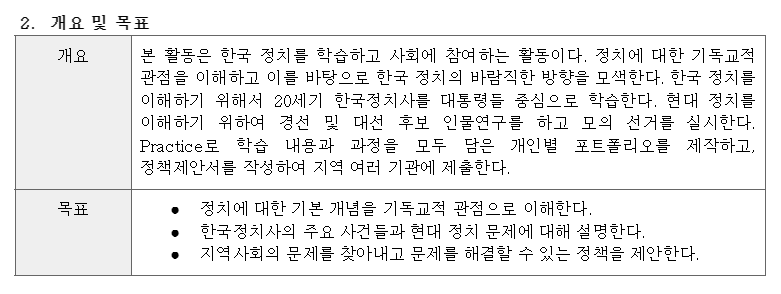 2. 개요 및 목표
개요
본 활동은 한국 정치를 학습하고 사회에 참여하는 활동이다. 정치에 대한 기독교적
관점을 이해하고 이를 바탕으로 한국 정치의 바람직한 방향을 모색한다. 한국 정치를
이해하기 위해서 20세기 한국정치사를 대통령들 중심으로 학습한다. 현대 정치를
이해하기 위하여 경선 및 대선 후보 인물연구를 하고 모의 선거를 실시한다.
Practice로 학습 내용과 과정을 모두 담은 개인별 포트폴리오를 제작하고,
정책제안서를 작성하여 지역 여러 기관에 제출한다.
목표
● 정치에 대한 기본 개념을 기독교적 관점으로 이해한다.
● 한국정치사의 주요 사건들과 현대 정치 문제에 대해 설명한다.
● 지역사회의 문제를 찾아내고 문제를 해결할 수 있는 정책을 제안한다.